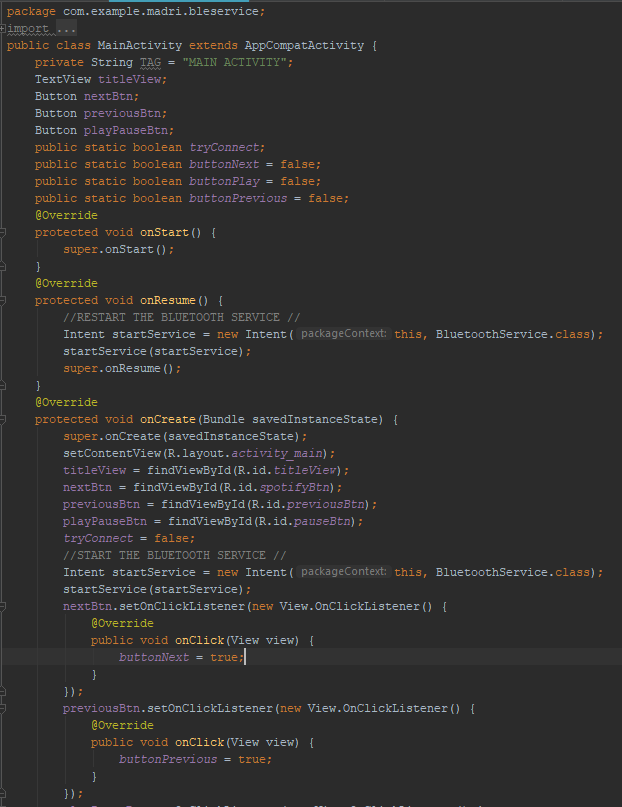 package com.example.madri.bleservice;
import ...
public class MainActivity extends AppCompatActivity {
    private String TAG = "MAIN ACTIVITY";
    TextView titleView;
    Button nextBtn;
    Button previousBtn;
    Button playPauseBtn;
    public static boolean tryConnect;
    public static boolean buttonNext = false;
    public static boolean buttonPlay = false;
    public static boolean buttonPrevious = false;
    @Override
    protected void onStart() {
        super.onStart();
    }
    @Override
    protected void onResume() {
        //RESTART THE BLUETOOTH SERVICE //
        Intent startService = new Intent( packageContext: this, BluetoothService.class);
        startService(startService);
        super.onResume();
    }
    @Override
    protected void onCreate(Bundle savedInstanceState) {
        super.onCreate(savedInstanceState);
        setContentView(R.layout.activity_main);
        titleView = findViewById(R.id.titleView);
        nextBtn = findViewById(R.id.spotifyBtn);
        previousBtn = findViewById(R.id.previousBtn);
        playPauseBtn = findViewById(R.id.pauseBtn);
        tryConnect = false;
        //START THE BLUETOOTH SERVICE //
        Intent startService = new Intent( packageContext: this, BluetoothService.class);
        startService(startService);
        nextBtn.setOnClickListener(new View.OnClickListener() {
            @Override
            public void onClick(View view) {
                buttonNext = true;
            }
        });
        previousBtn.setOnClickListener(new View.OnClickListener() {
            @Override
            public void onClick(View view) {
                buttonPrevious = true;
            }
        });